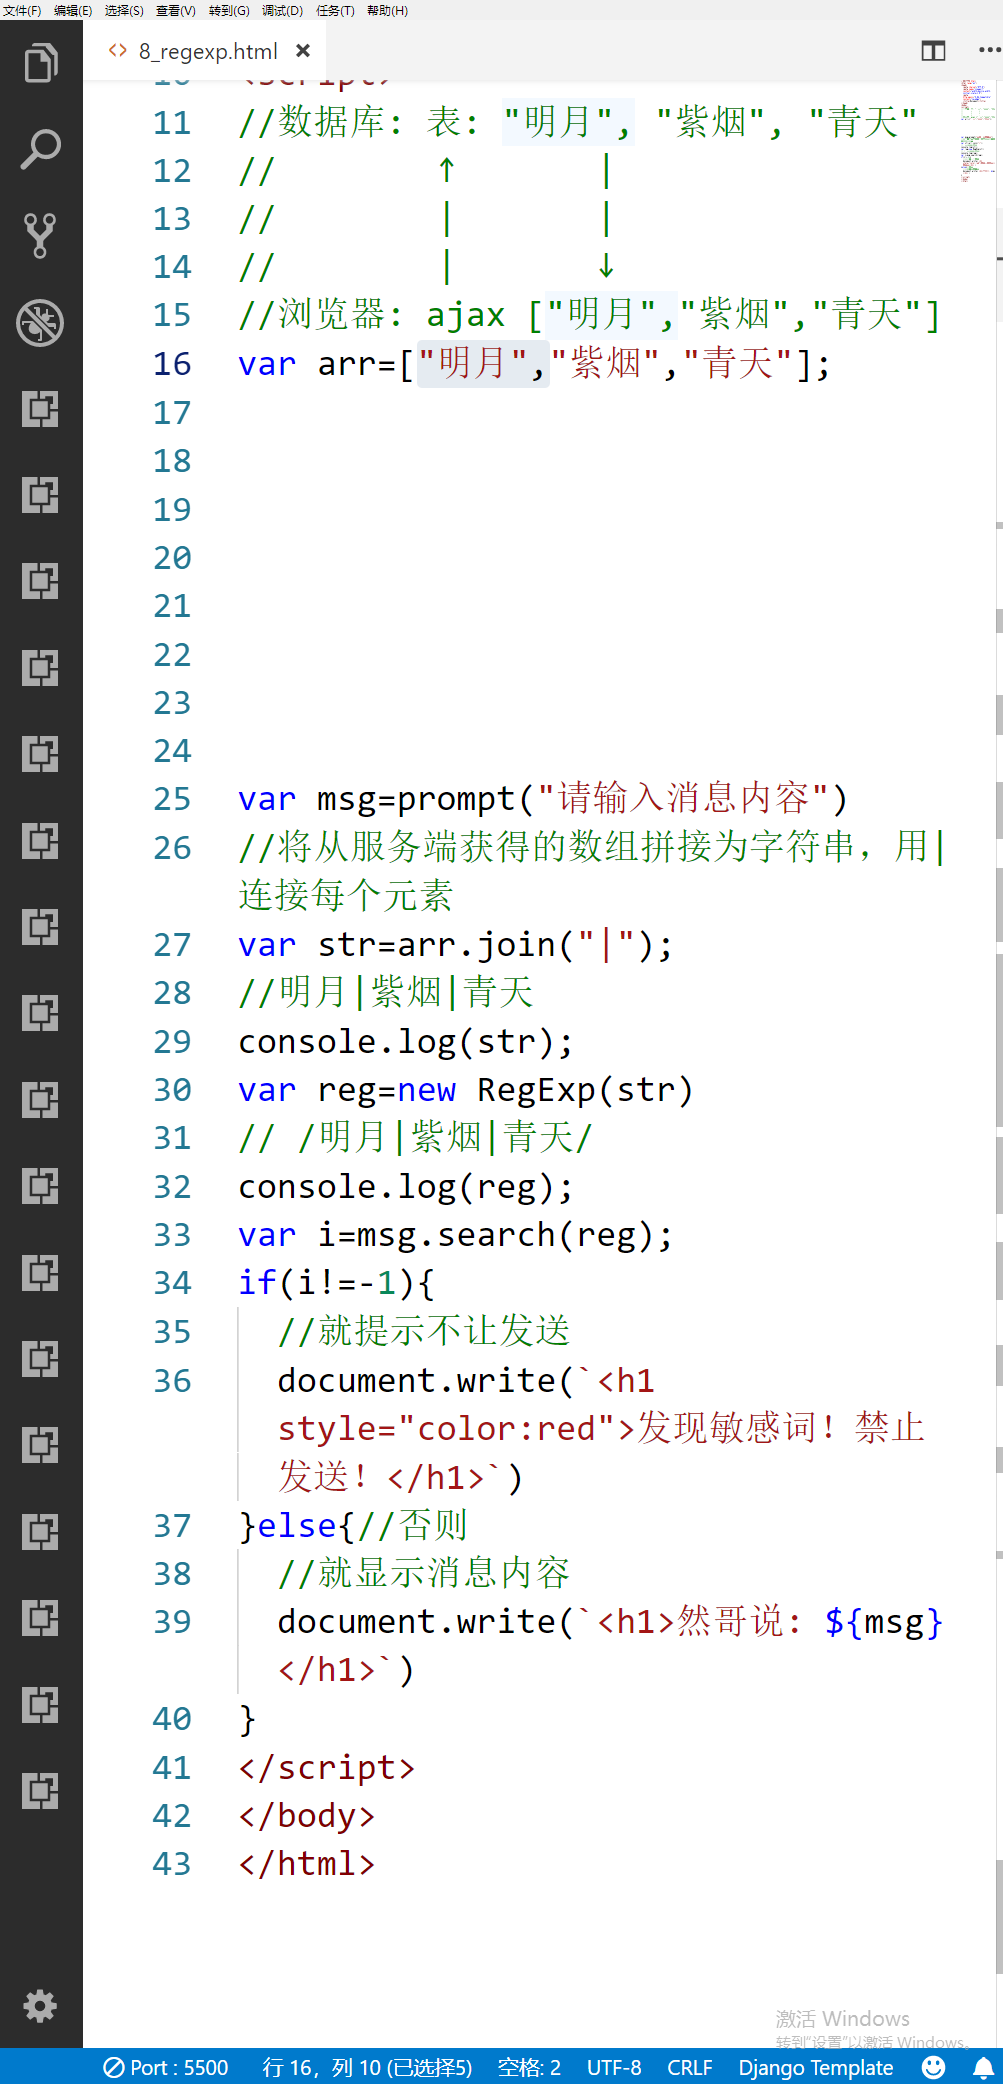 文件(F) 编辑(E) 选择(S) 查看(V) 转到(G) 调试(D) 任务(T) 帮助(H)
<> 8_regexp.html ×
10 <script>
11 //数据库: 表: "明月", "紫烟", "青天"
12 // ↑ |
13 // | |
14 // | ↓
15 //浏览器: ajax ["明月","紫烟","青天"]
16 var arr=["明月","紫烟","青天"];
17
18
19
20
21
22
23
24
25 var msg=prompt("请输入消息内容")
26 //将从服务端获得的数组拼接为字符串，用|
连接每个元素
27 var str=arr.join("|");
28 //明月|紫烟|青天
29 console.log(str);
30 var reg=new RegExp(str)
31 // /明月|紫烟|青天/
32 console.log(reg);
33 var i=msg.search(reg);
34 if(i!=-1){
35 //就提示不让发送
36 document.write(`<h1
style="color:red">发现敏感词！禁止
发送！</h1>`)
37 }else{//否则
38 //就显示消息内容
39 document.write(`<h1>然哥说: ${msg}
</h1>`)
40 }
41 </script>
42 </body>
43 </html>
激活 Windows
转到"设置"以激活 Windows。
Port : 5500 行 16，列 10 (已选择5) 空格: 2 UTF-8 CRLF Django Template